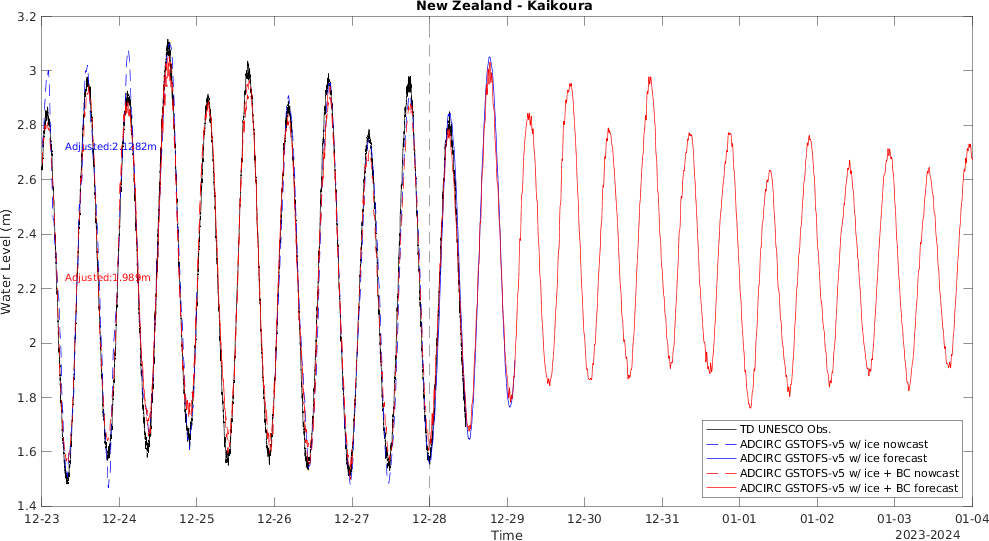 New Zealand - Kaikoura
3.2
3
2.8
2.6
2.4
2.2
2
1.8
1.6
1.4
Water Level (m)
Adjusted:2.1282m
Adjusted:1.989m
TD UNESCO Obs.
ADCIRC GSTOFS-v5 w/ ice nowcast
ADCIRC GSTOFS-v5 w/ ice forecast
ADCIRC GSTOFS-v5 w/ ice + BC nowcast
ADCIRC GSTOFS-v5 w/ ice + BC forecast
12-23 12-24 12-25 12-26 12-27 12-28 12-29 12-30 12-31 01-01 01-02 01-03 01-04
Time
2023-2024